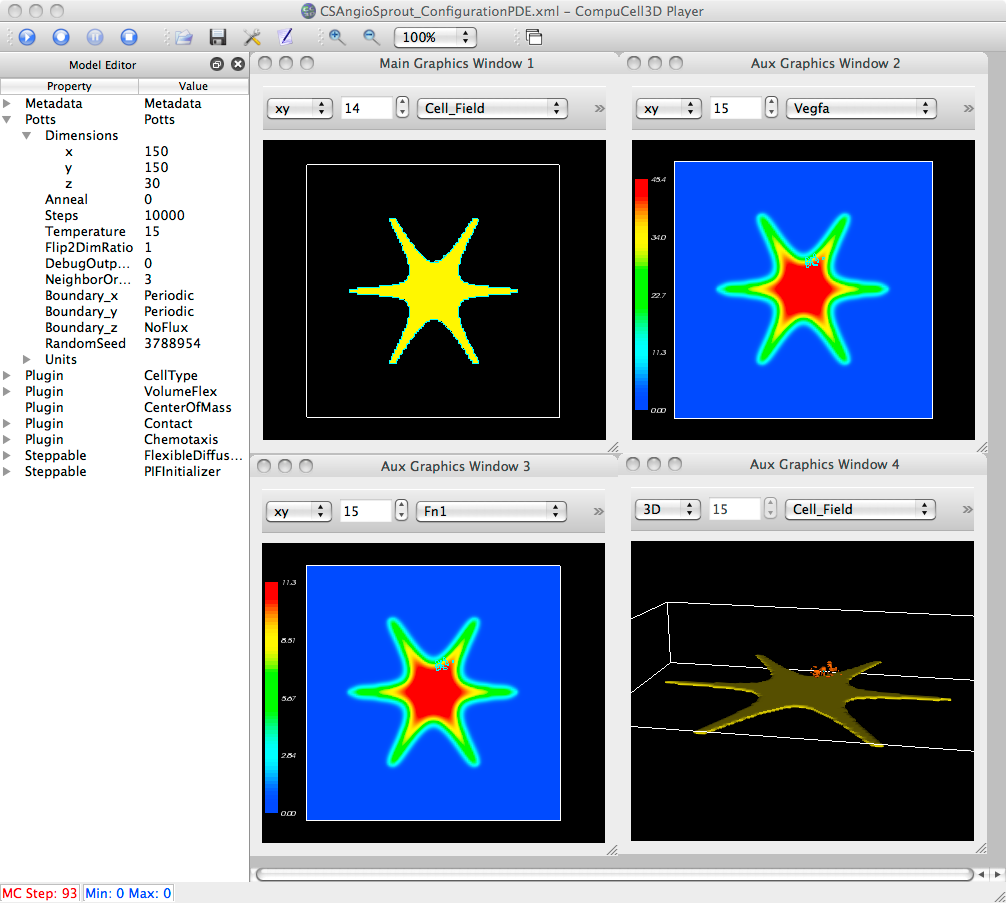 CSAngioSprout_ConfigurationPDE.xml – CompuCell3D Player
100%
Model Editor
Property Value
Metadata Metadata
Potts Potts
Dimensions
x 150
y 150
z 30
Anneal 0
Steps 10000
Temperature 15
Flip2DimRatio 1
DebugOutp... 0
NeighborOr... 3
Boundary_x Periodic
Boundary_y Periodic
Boundary_z NoFlux
RandomSeed 3788954
Units
Plugin CellType
Plugin VolumeFlex
Plugin CenterOfMass
Plugin Contact
Plugin Chemotaxis
Steppable FlexibleDiffus...
Steppable PIFInitializer
Main Graphics Window 1
xy 14 Cell_Field »
Aux Graphics Window 2
xy 15 Vegfa »
45.4
34.0
22.7
11.3
0.00
Aux Graphics Window 3
xy 15 Fn1 »
11.3
8.51
5.67
2.84
0.00
Aux Graphics Window 4
3D 15 Cell_Field »
MC Step: 93 Min: 0 Max: 0